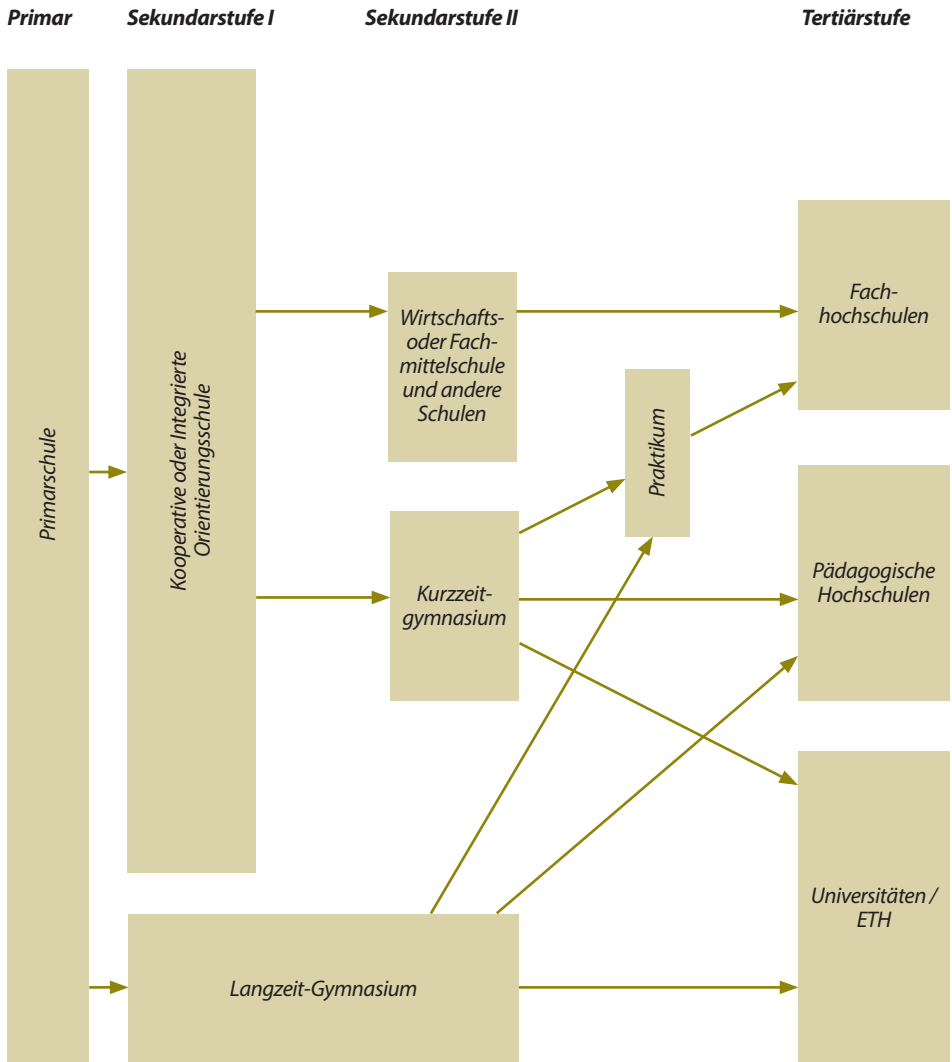 Primar
Sekundarstufe I
Sekundarstufe II
Tertiärstufe
Primarschule
Kooperative oder Integrierte
Orientierungsschule
Wirtschafts-
oder Fach-
mittelschule
und andere
Schulen
Kurzzeit-
gymnasium
Praktikum
Fach-
hochschulen
Pädagogische
Hochschulen
Universitäten /
ETH
Langzeit-Gymnasium